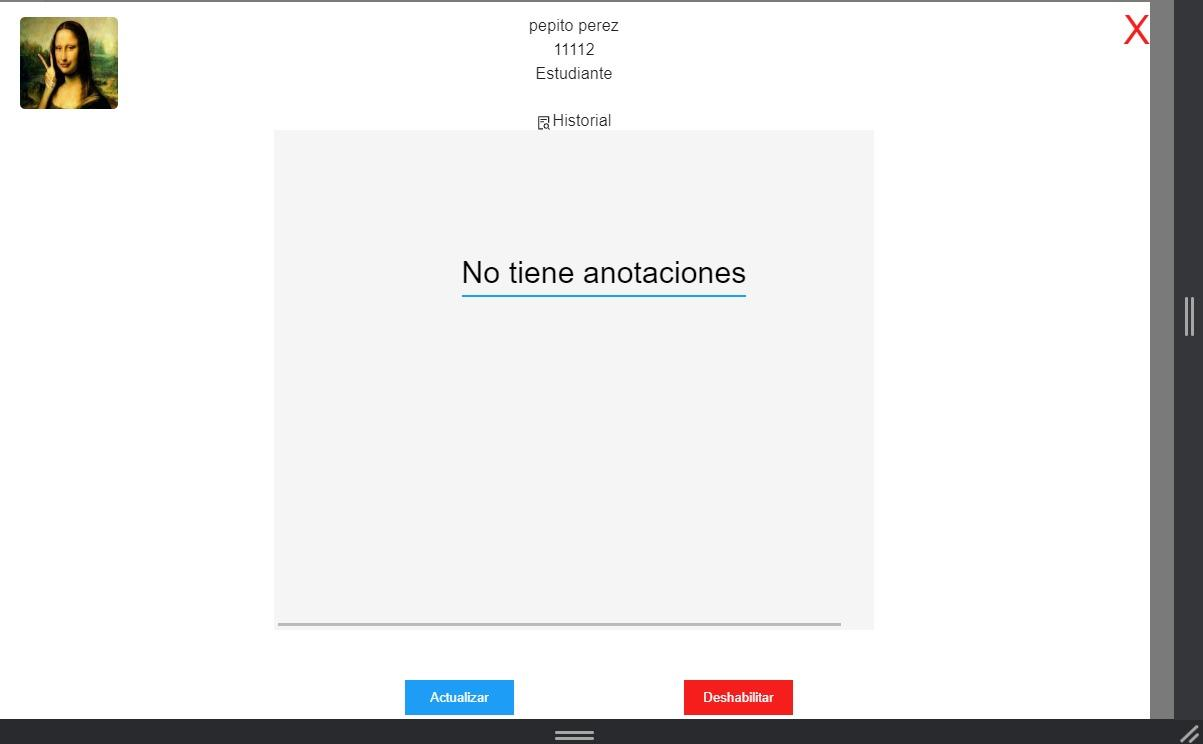 pepito perez
X
11112
Estudiante
Historial
No tiene anotaciones
Actualizar
Deshabilitar